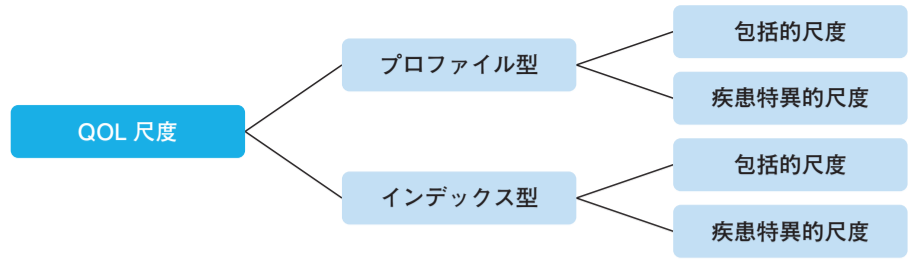 包括的尺度
プロファイル型
疾患特異的尺度
QOL 尺度
包括的尺度
インデックス型
疾患特異的尺度